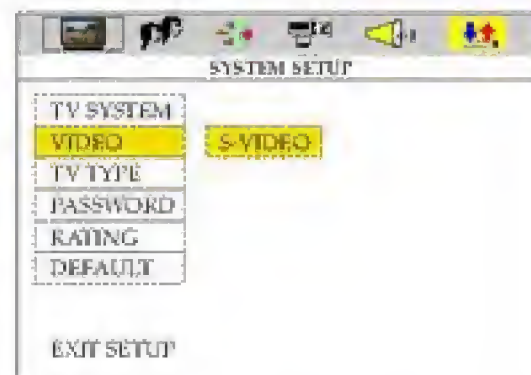 SYSTEM SETUP
TV SYSTEM
VIDEO
S-VIDEO
TV TYPE
PASSWORD
RATING
DEFAULT
EXIT SETUP